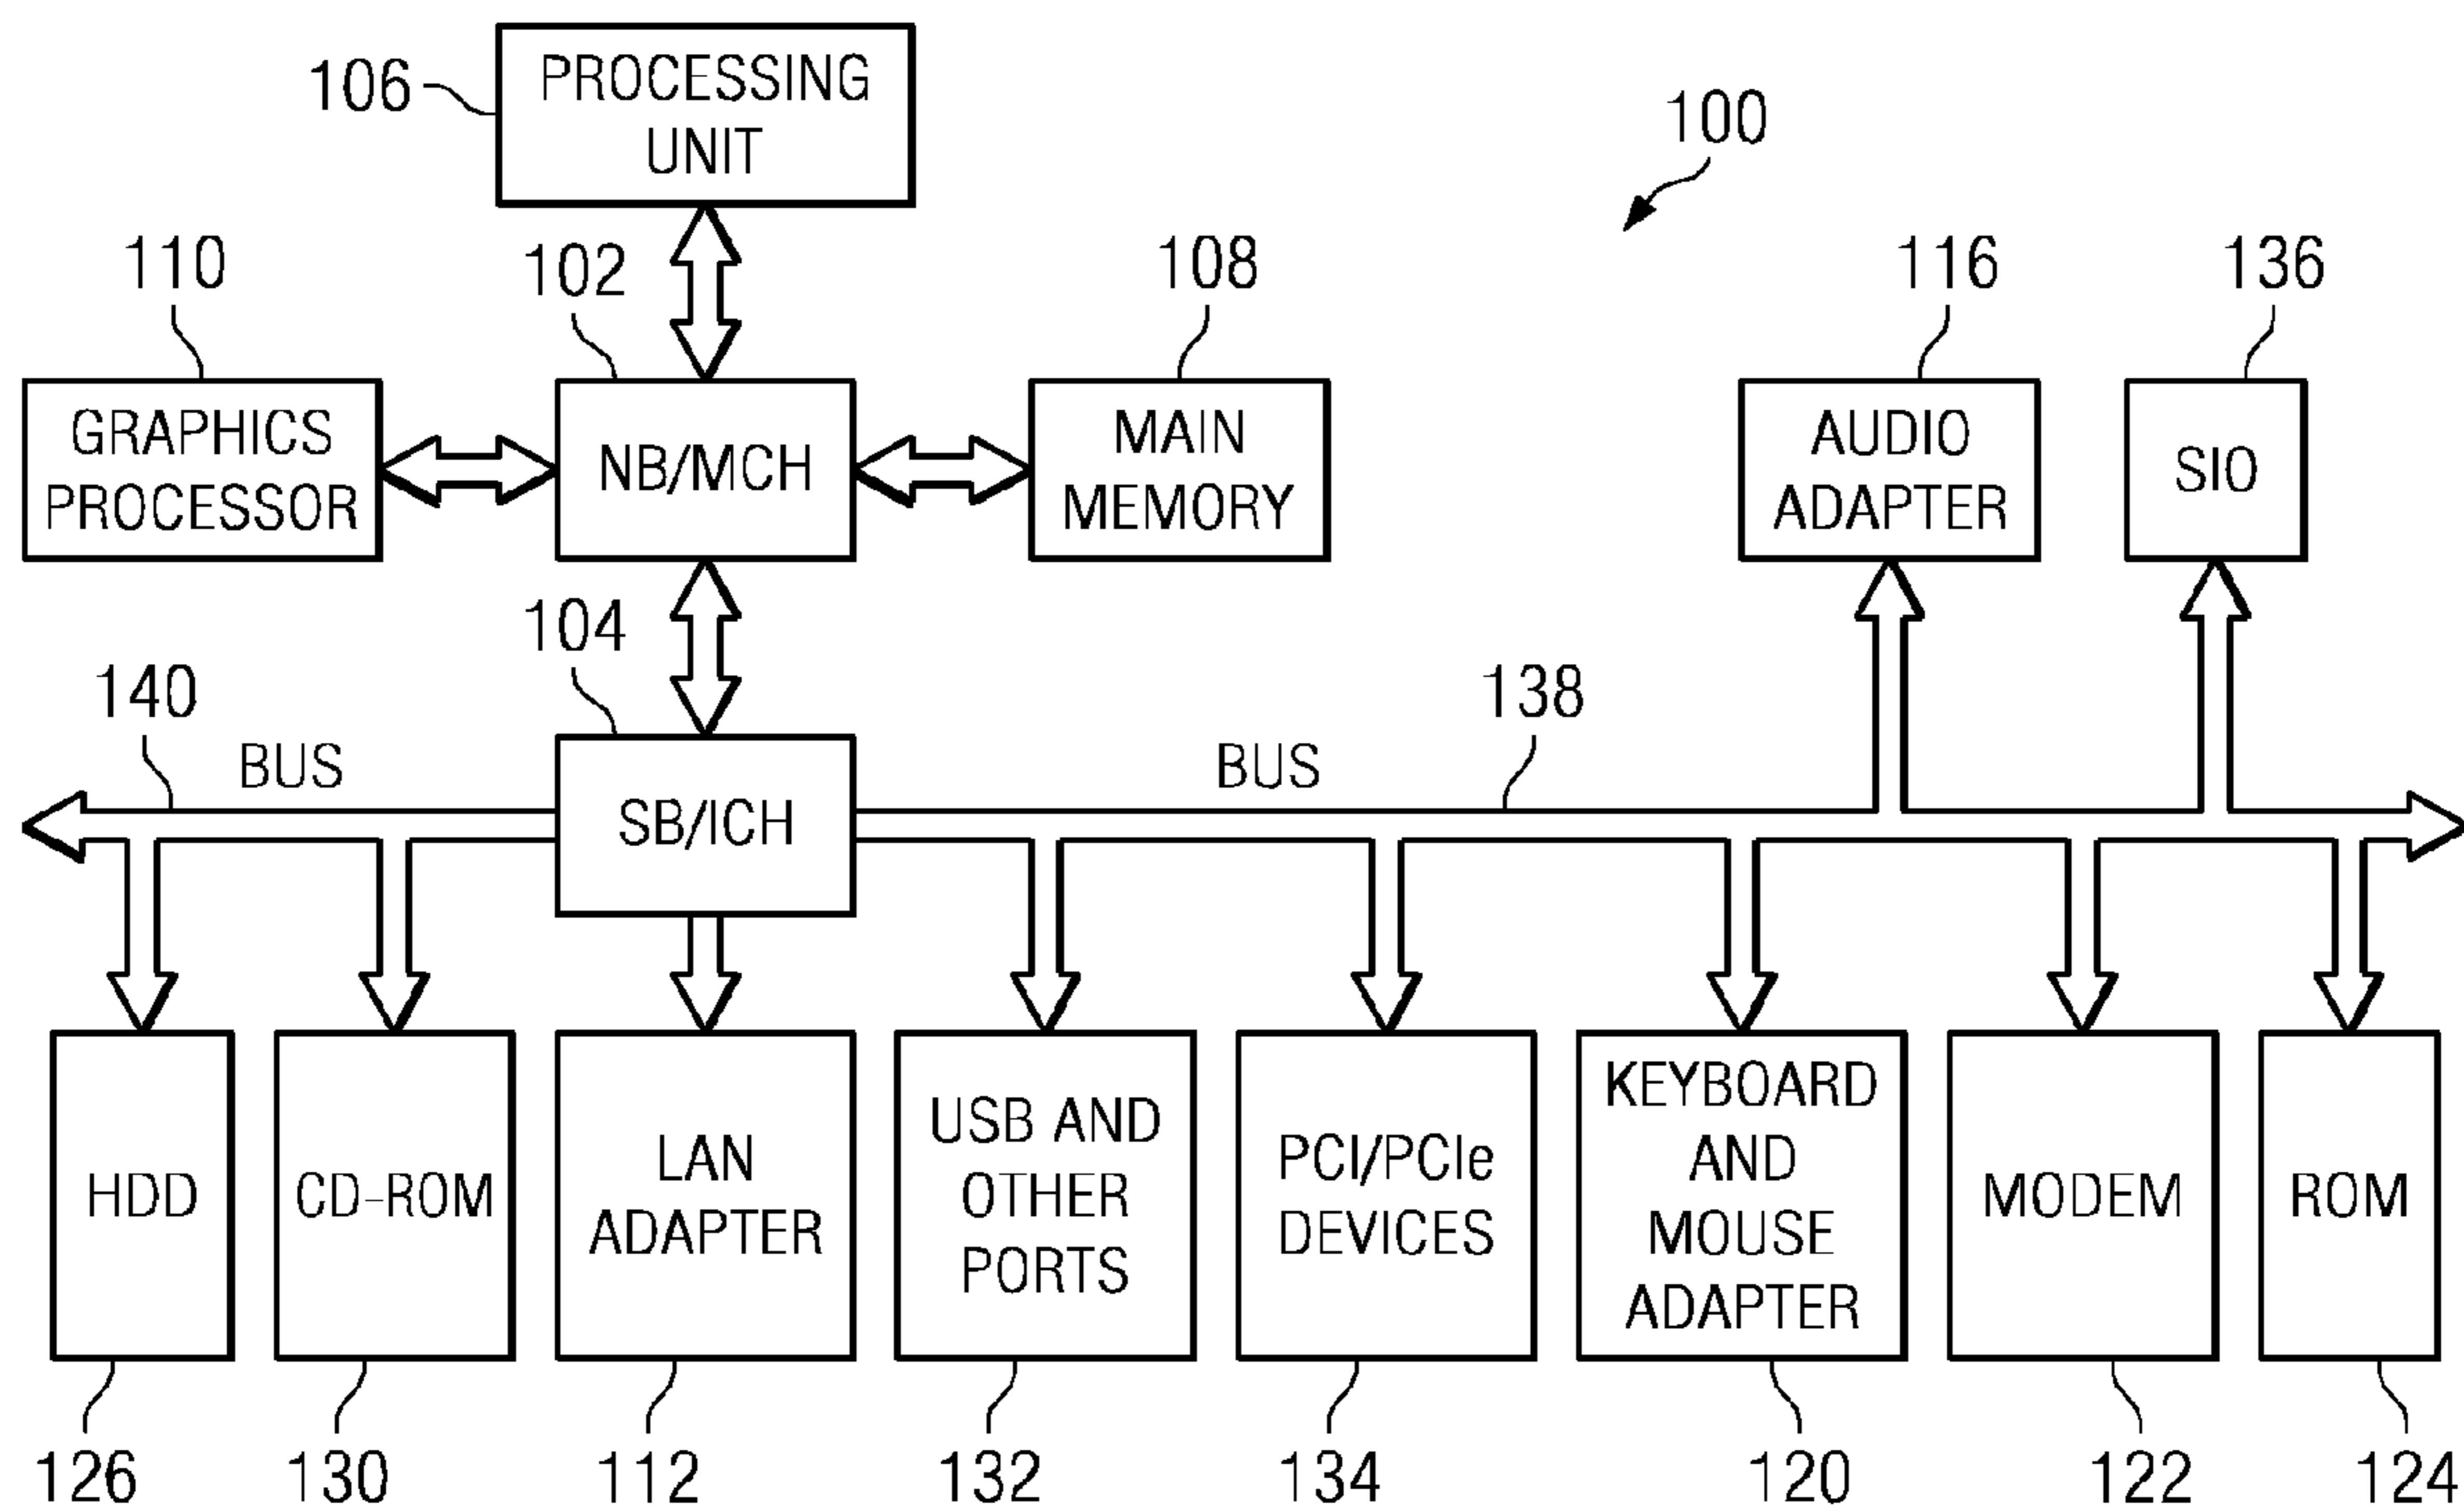 106
PROCESSING
UNIT
100
110
102
108
116
136
GRAPHICS
PROCESSOR
NB/MCH
MAIN
MEMORY
AUDIO
ADAPTER
SIO
104
140
BUS
138
BUS
SB/ICH
HDD
CD-ROM
LAN
ADAPTER
USB AND
OTHER
PORTS
PCI/PCIe
DEVICES
KEYBOARD
AND
MOUSE
ADAPTER
MODEM
ROM
126
130
112
132
134
120
122
124